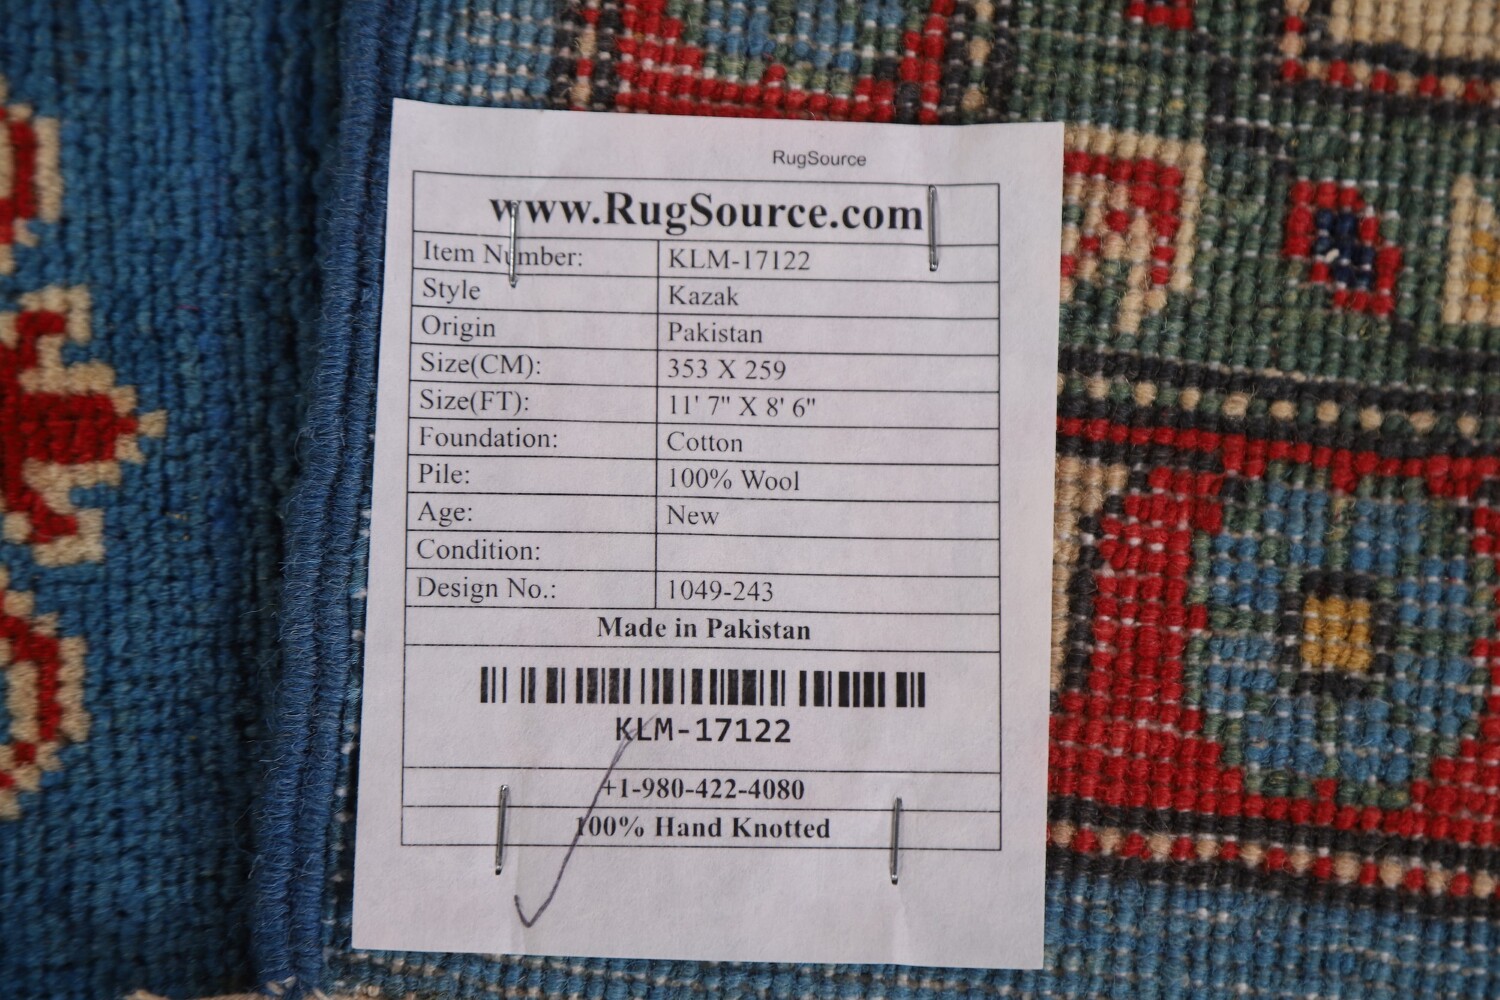 RugSource
www.RugSource.com
Item Number: KLM-17122
Style Kazak
Origin Pakistan
Size(CM): 353 X 259
Size(FT): 11' 7" X 8' 6"
Foundation: Cotton
Pile: 100% Wool
Age: New
Condition:
Design No.: 1049-243
Made in Pakistan
KLM-17122
+1-980-422-4080
100% Hand Knotted